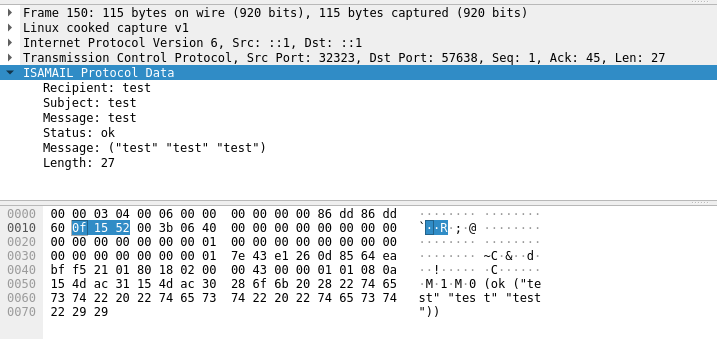 Frame 150: 115 bytes on wire (920 bits), 115 bytes captured (920 bits)
Linux cooked capture v1
Internet Protocol Version 6, Src: ::1, Dst: ::1
Transmission Control Protocol, Src Port: 32323, Dst Port: 57638, Seq: 1, Ack: 45, Len: 27
ISAMAIL Protocol Data
Recipient: test
Subject: test
Message: test
Status: ok
Message: ("test" "test" "test")
Length: 27
0000 00 00 03 04 00 06 00 00 00 00 00 00 86 dd 86 dd ········ ········
0010 60 0f 15 52 00 3b 06 40 00 00 00 00 00 00 00 00 `··R·;·@ ········
0020 00 00 00 00 00 00 00 01 00 00 00 00 00 00 00 00 ········ ········
0030 00 00 00 00 00 00 00 01 7e 43 e1 26 0d 85 64 ea ········ ~C·&··d·
0040 bf f5 21 01 80 18 02 00 00 43 00 00 01 01 08 0a ··!····· ·C······
0050 15 4d ac 31 15 4d ac 30 28 6f 6b 20 28 22 74 65 ·M·1·M·0 (ok ("te
0060 73 74 22 20 22 74 65 73 74 22 20 22 74 65 73 74 st" "tes t" "test
0070 22 29 29 "))